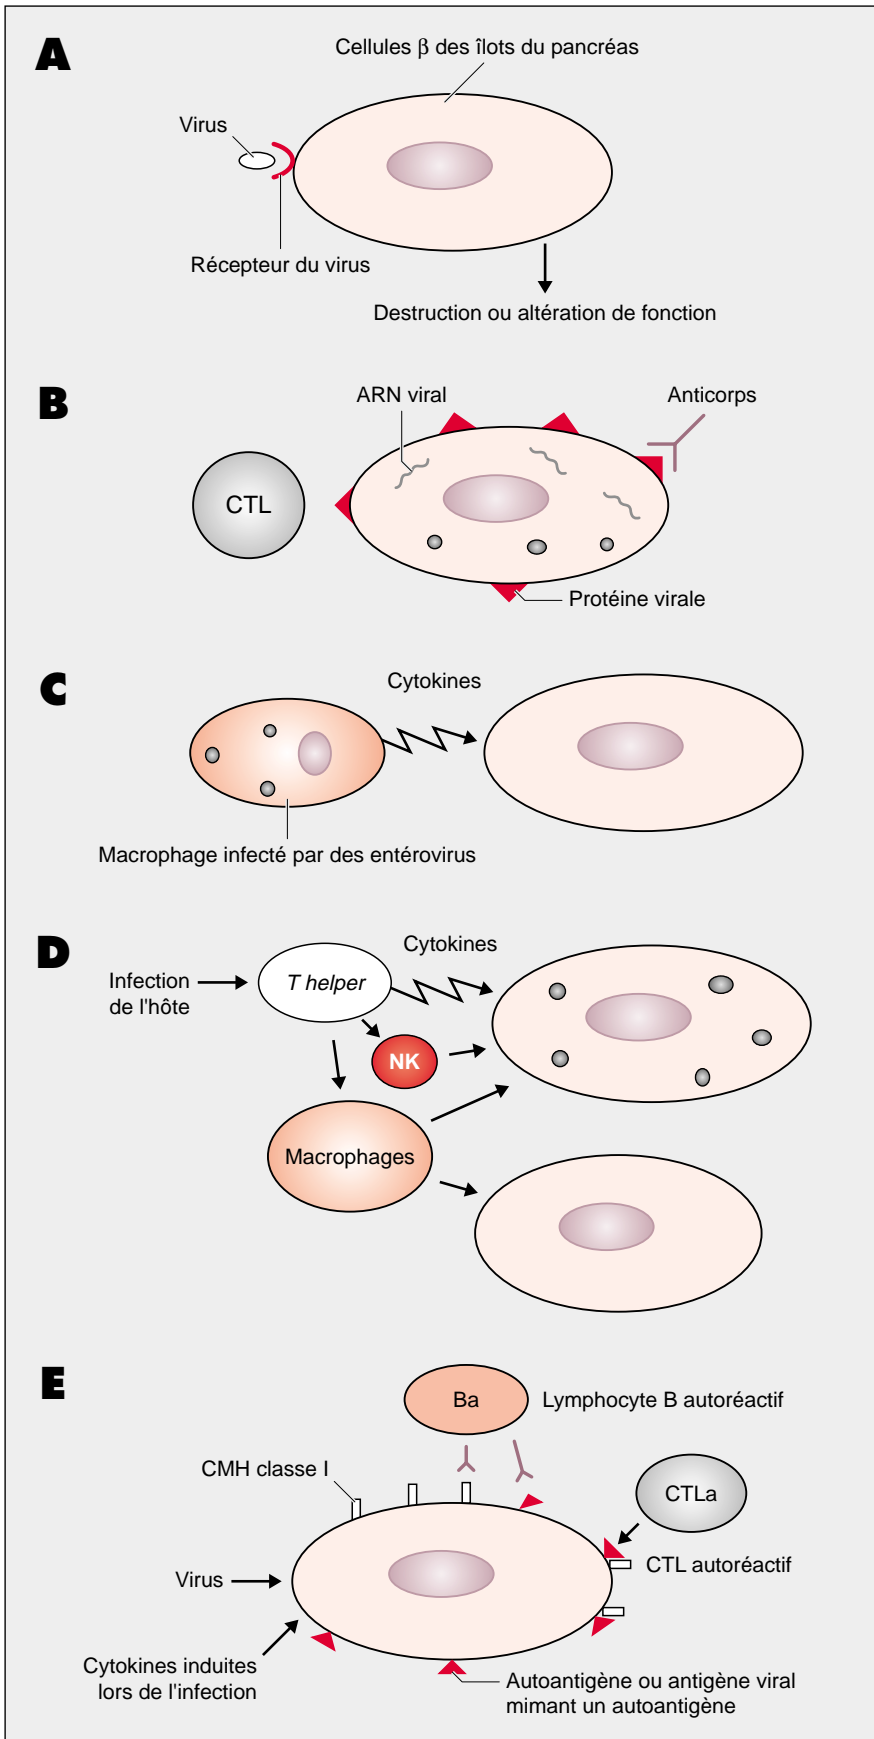 A
Cellules β des îlots du pancréas
Virus
Récepteur du virus
Destruction ou altération de fonction
B
ARN viral
Anticorps
CTL
Protéine virale
C
Cytokines
Macrophage infecté par des entérovirus
D
Cytokines
Infection
de l'hôte
T helper
NK
Macrophages
E
Ba
Lymphocyte B autoréactif
CMH classe I
CTLa
CTL autoréactif
Virus
Cytokines induites
lors de l'infection
Autoantigène ou antigène viral
mimant un autoantigène